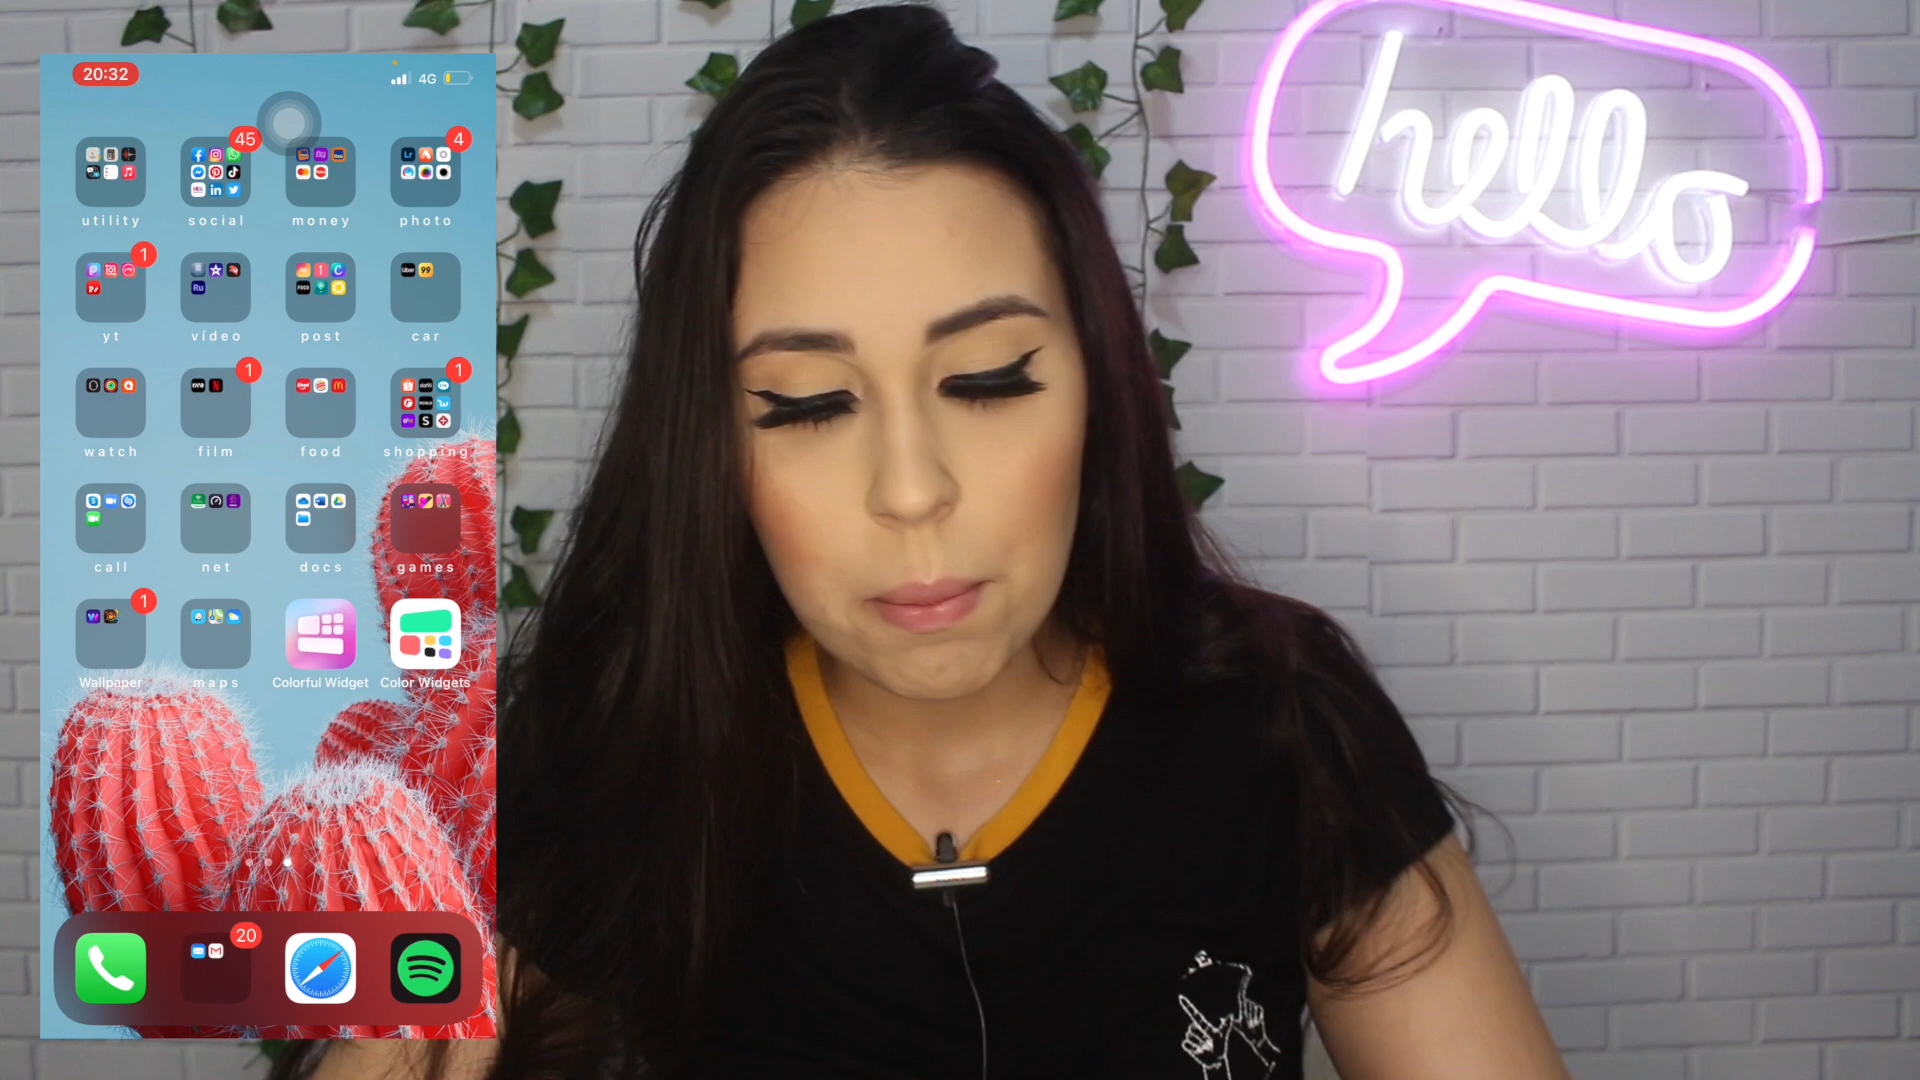 hello
20:32
4G
45
4
utility
social
money
photo
1
yt
vídeo
post
car
1
1
watch
film
food
shopping
call
net
docs
games
1
Wallpaper
maps
Colorful Widget
Color Widgets
20